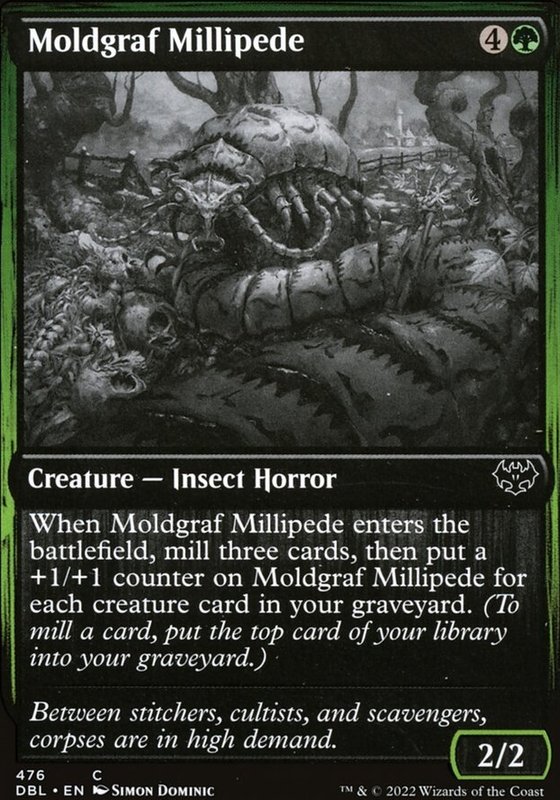 Moldgraf Millipede 4
Creature — Insect Horror
When Moldgraf Millipede enters the
battlefield, mill three cards, then put a
+1/+1 counter on Moldgraf Millipede for
each creature card in your graveyard. (To
mill a card, put the top card of your library
into your graveyard.)
Between stitchers, cultists, and scavengers,
corpses are in high demand.
2/2
476 C
DBL • EN SIMON DOMINIC
™ & © 2022 Wizards of the Coast